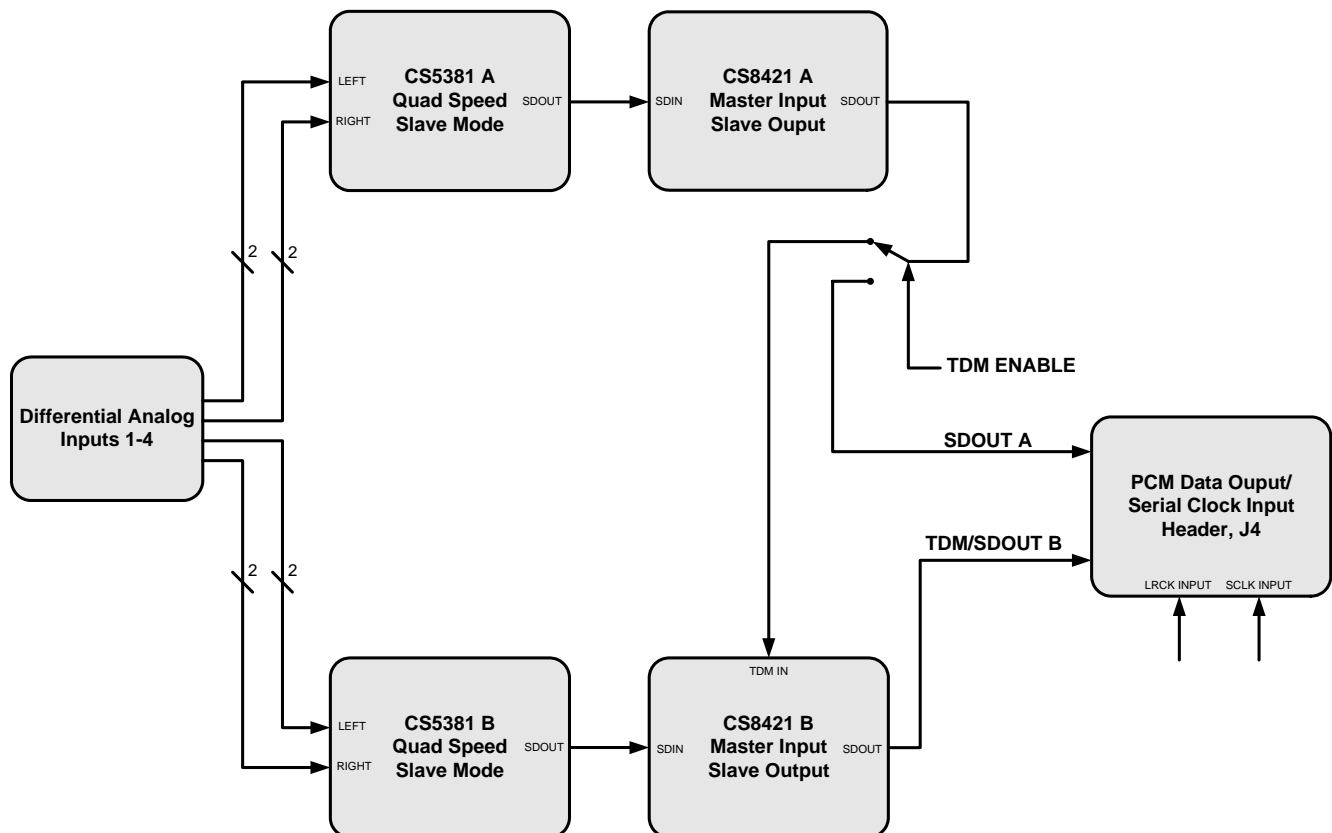 CS5381 A
Quad Speed
Slave Mode
LEFT
RIGHT
SDOUT
CS8421 A
Master Input
Slave Ouput
SDIN
SDOUT
2
2
TDM ENABLE
Differential Analog
Inputs 1-4
SDOUT A
TDM/SDOUT B
PCM Data Ouput/
Serial Clock Input
Header, J4
LRCK INPUT
SCLK INPUT
2
2
CS5381 B
Quad Speed
Slave Mode
LEFT
RIGHT
SDOUT
TDM IN
CS8421 B
Master Input
Slave Output
SDIN
SDOUT